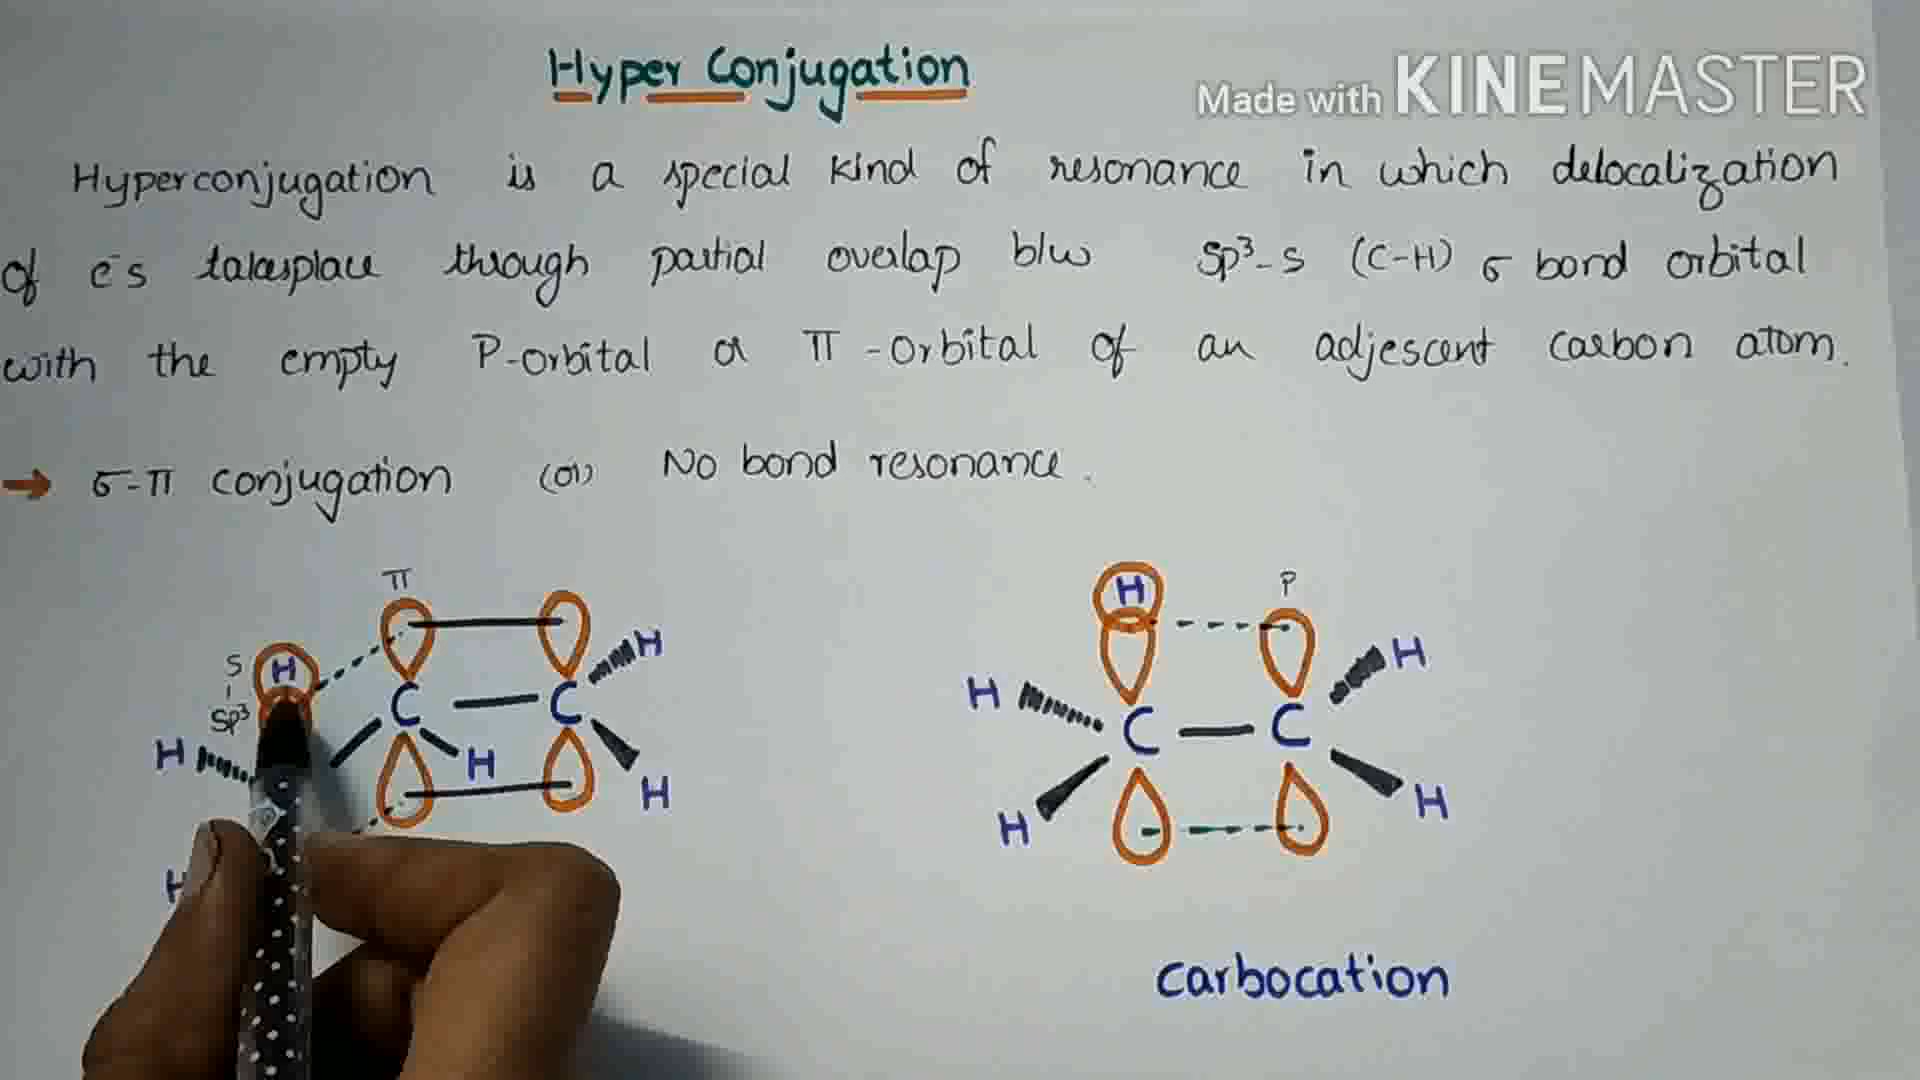 Hyper Conjugation
Made with KINEMASTER
Hyperconjugation is a special kind of resonance in which delocalization
of e⁻s takesplace through partial overlap b/w Sp³-s (C-H) σ bond orbital
with the empty P-orbital or π-orbital of an adjescent carbon atom.
→ σ-π conjugation (or) No bond resonance.
π
H
P
S
H
H
H
Sp³
C
C
H
C
C
H
H
H
H
H
H
H
carbocation